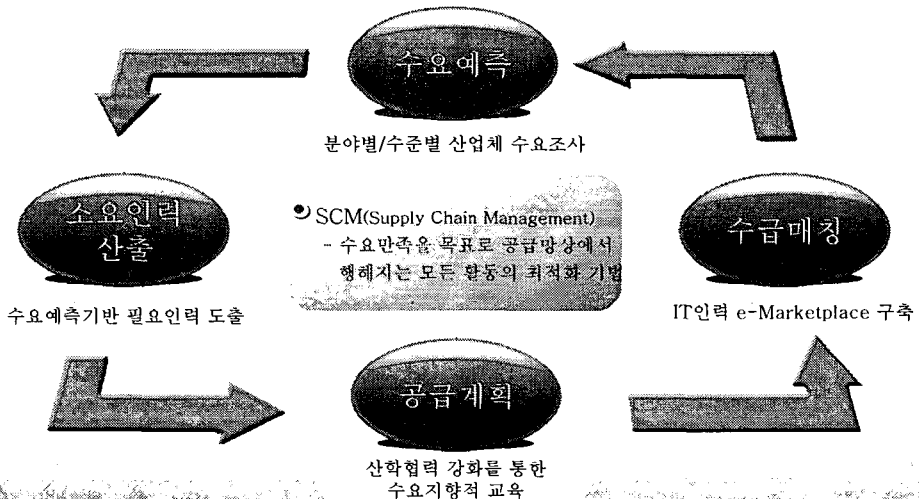 수요예측
분야별/수준별 산업체 수요조사
소요인력
산출
수요예측기반 필요인력 도출
SCM(Supply Chain Management)
- 수요만족을 목표로 공급망상에서
행해지는 모든 활동의 최적화 기법
수급매칭
IT인력 e-Marketplace 구축
공급계획
산학협력 강화를 통한
수요지향적 교육